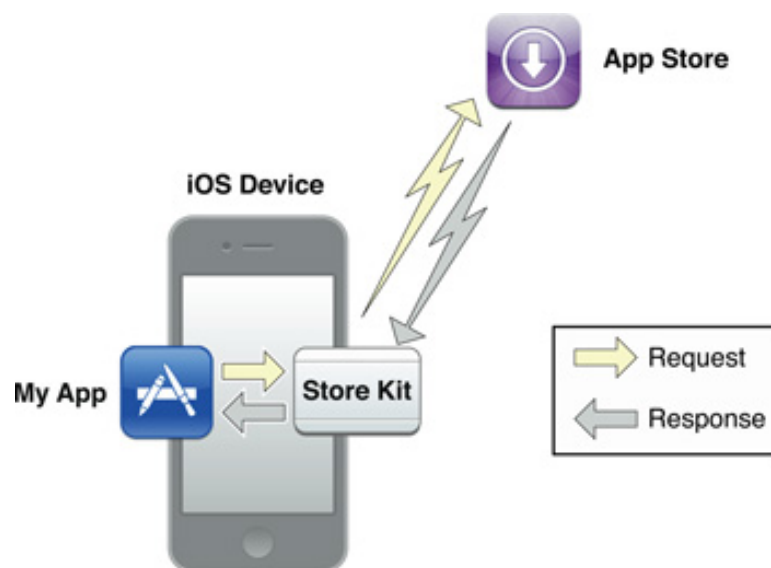 App Store
iOS Device
My App
Store Kit
Request
Response